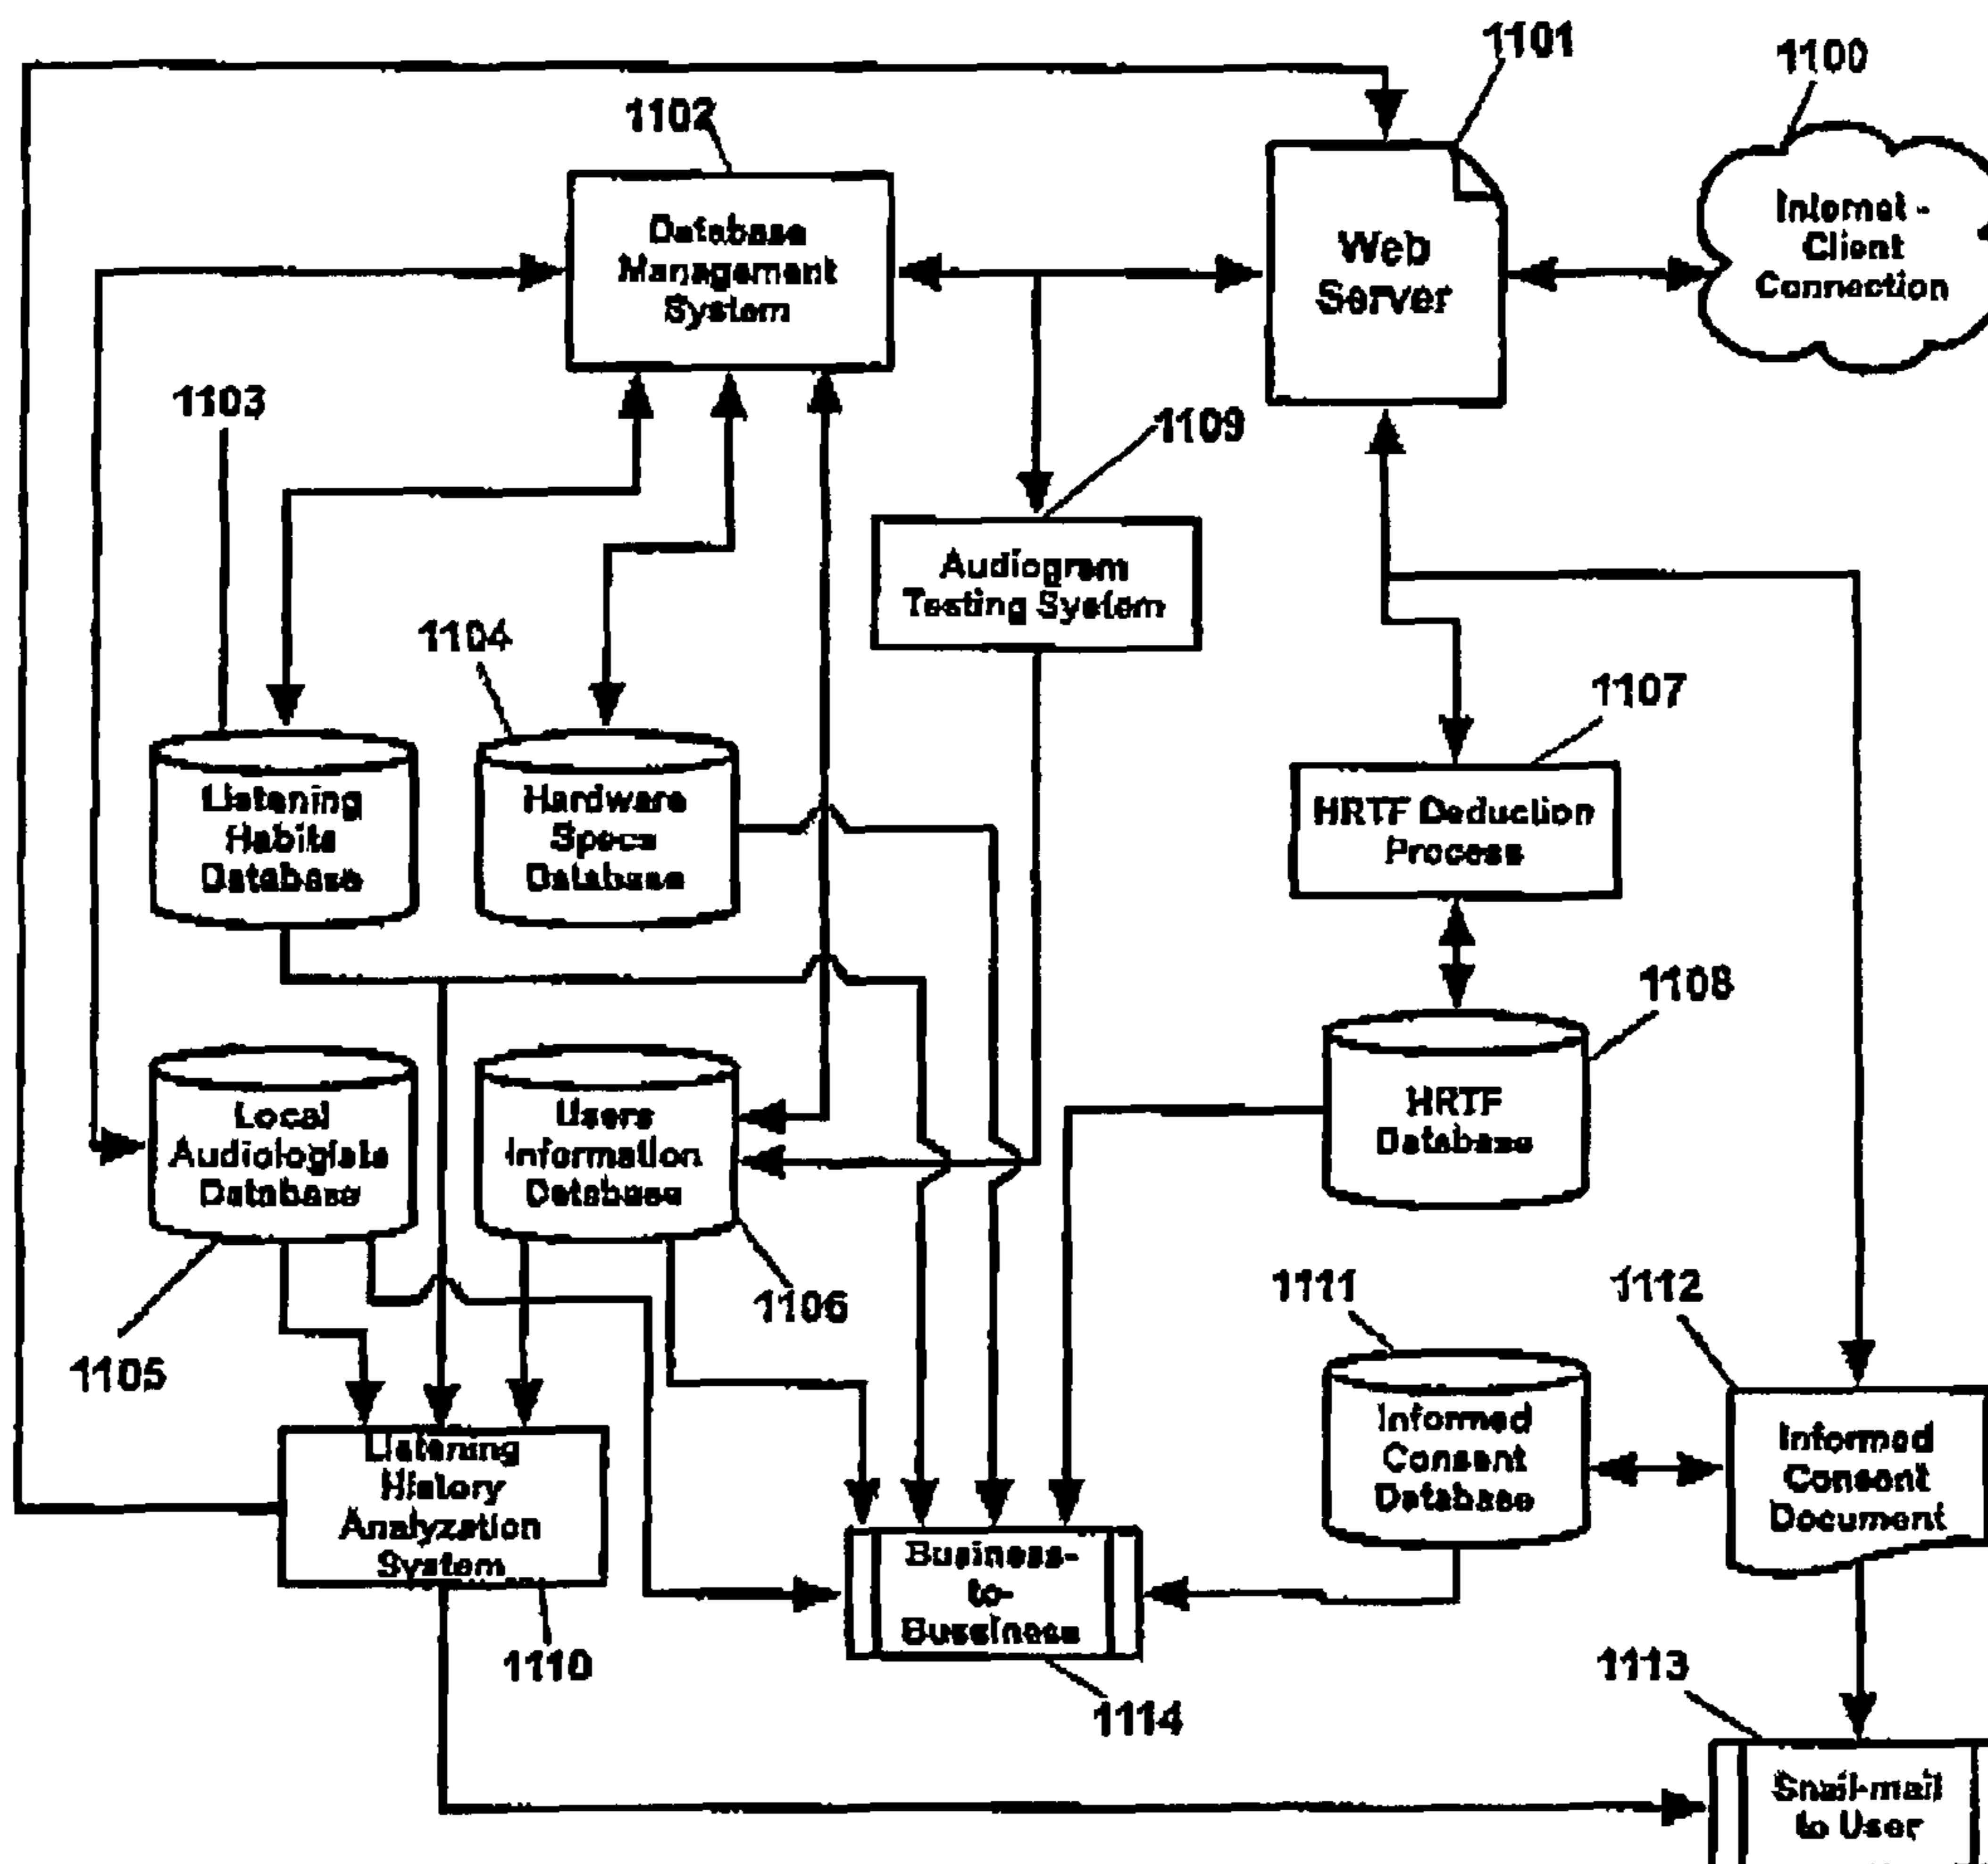 1101
1100
1102
Database
Management
System
Web
Server
Internet -
Client
Connection
1103
1109
Audiogram
Testing System
1104
1107
Listening
Habits
Database
Hardware
Specs
Database
HRTF Deduction
Process
1108
Local
Audiologists
Database
Users
Information
Database
HRTF
Database
1106
1105
1111
1112
Informed
Consent
Database
Informed
Consent
Document
Listening
History
Analyzation
System
Business-
to-
Bussiness
1110
1114
1113
Snail-mail
to User